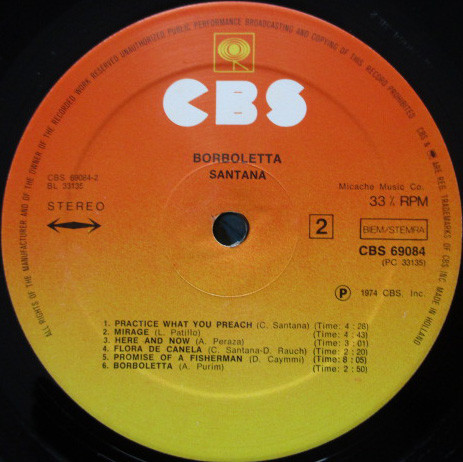 ALL RIGHTS OF THE MANUFACTURER AND OF THE OWNER OF THE RECORDED WORK RESERVED UNAUTHORIZED PUBLIC PERFORMANCE BROADCASTING AND COPYING OF THIS RECORD PROHIBITED
CBS & ARE REG. TRADEMARKS OF CBS INC MADE IN HOLLAND
CBS
BORBOLETTA
SANTANA
CBS 69084-2
BL 33135
STEREO
Micache Music Co.
33⅓ RPM
2
BIEM/STEMRA
CBS 69084
(PC 33135)
Ⓟ 1974 CBS, Inc.
1. PRACTICE WHAT YOU PREACH (C. Santana) (Time: 4 : 26)
2. MIRAGE (L. Patillo) (Time: 4 : 43)
3. HERE AND NOW (A. Peraza) (Time: 3 : 01)
4. FLORA DE CANELA (C. Santana-D. Rauch) (Time: 2 : 20)
5. PROMISE OF A FISHERMAN (D. Caymmi) (Time: 8 : 05)
6. BORBOLETTA (A. Purim) (Time: 2 : 50)